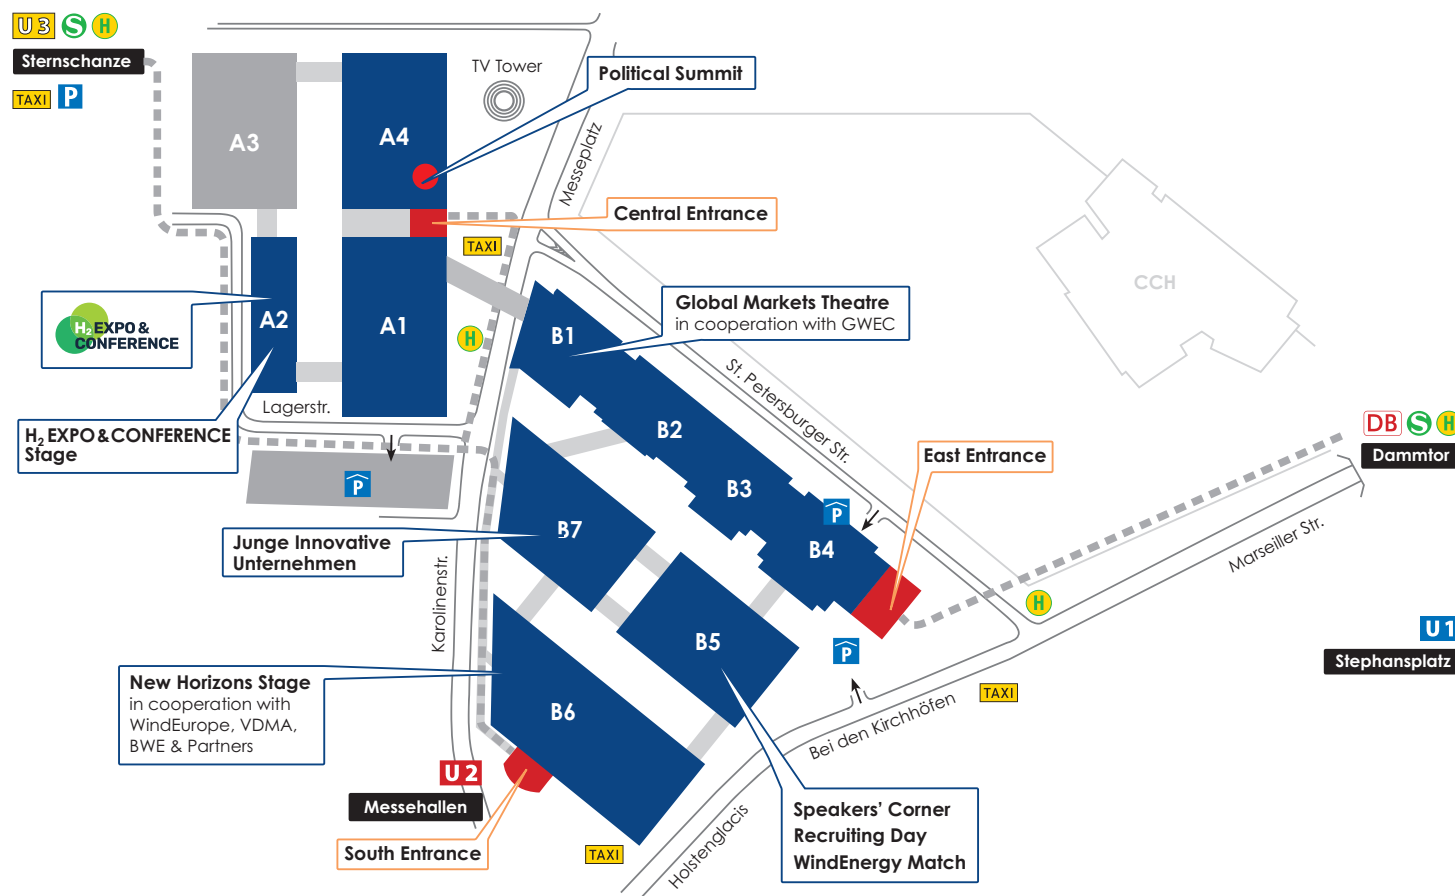 U3 S H
Sternschanze
TAXI P
TV Tower
Political Summit
Messeplatz
A3
A4
Central Entrance
TAXI
CCH
Global Markets Theatre
in cooperation with GWEC
H₂ EXPO &
CONFERENCE
A2
A1
H
B1
St. Petersburger Str.
Lagerstr.
H₂ EXPO & CONFERENCE
Stage
B2
DB S H
Dammtor
East Entrance
P
B3
P
Marseiller Str.
Junge Innovative
Unternehmen
B7
B4
Karolinenstr.
H
U1
Stephansplatz
B5
P
New Horizons Stage
in cooperation with
WindEurope, VDMA,
BWE & Partners
B6
TAXI
Bei den Kirchhöfen
U2
Messehallen
South Entrance
TAXI
Holstenglacis
Speakers’ Corner
Recruiting Day
WindEnergy Match